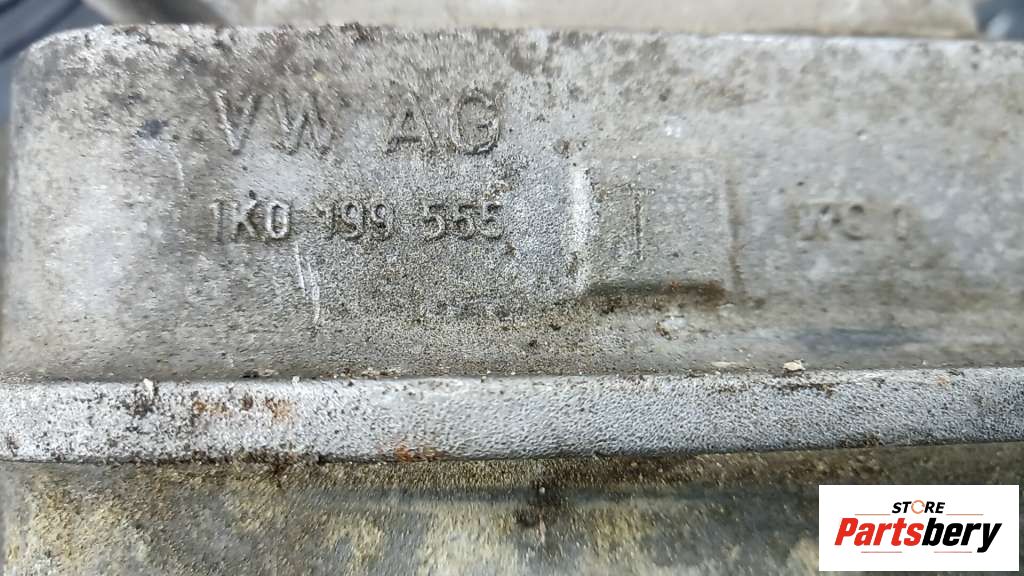 VW AG
1K0 199 555
STORE
Partsbery